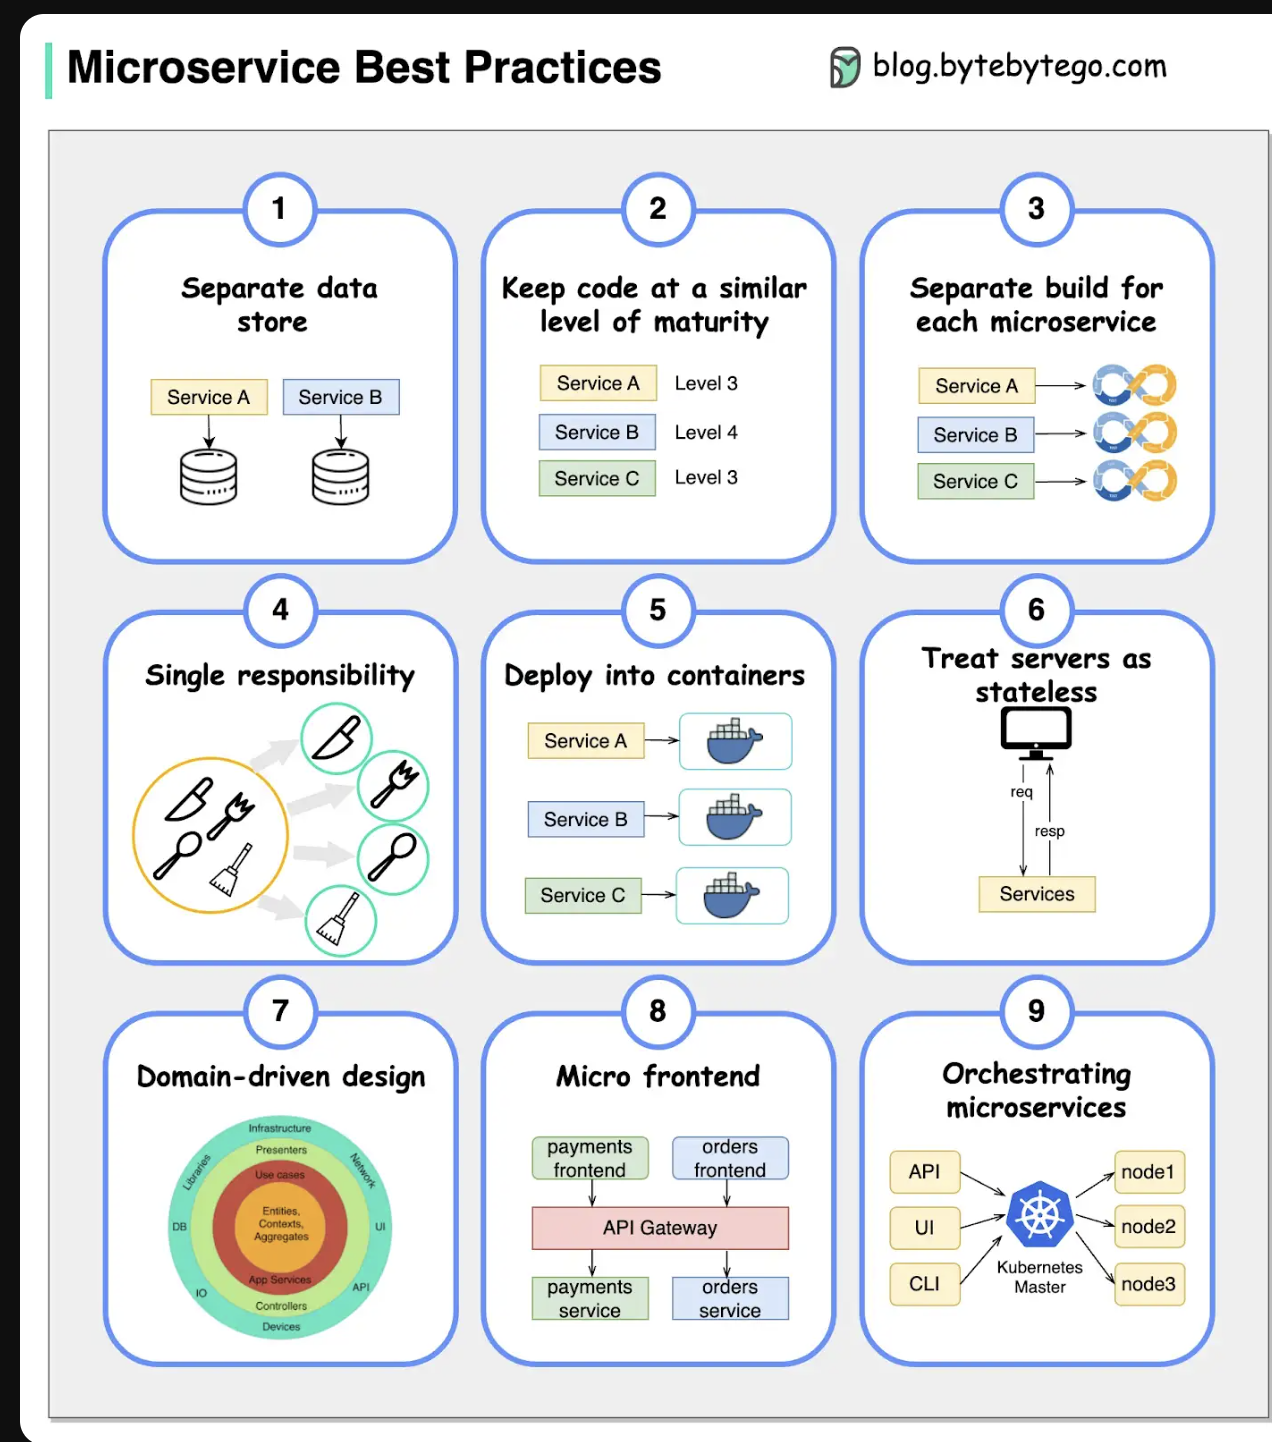 Microservice Best Practices
blog.bytebytego.com
1
Separate data
store
Service A
Service B
2
Keep code at a similar
level of maturity
Service A
Level 3
Service B
Level 4
Service C
Level 3
3
Separate build for
each microservice
Service A
Service B
Service C
4
Single responsibility
5
Deploy into containers
Service A
Service B
Service C
6
Treat servers as
stateless
req
resp
Services
7
Domain-driven design
Infrastructure
Presenters
Libraries
Network
Use cases
Entities,
Contexts,
Aggregates
DB
UI
App Services
IO
API
Controllers
Devices
8
Micro frontend
payments
frontend
orders
frontend
API Gateway
payments
service
orders
service
9
Orchestrating
microservices
API
UI
CLI
Kubernetes
Master
node1
node2
node3